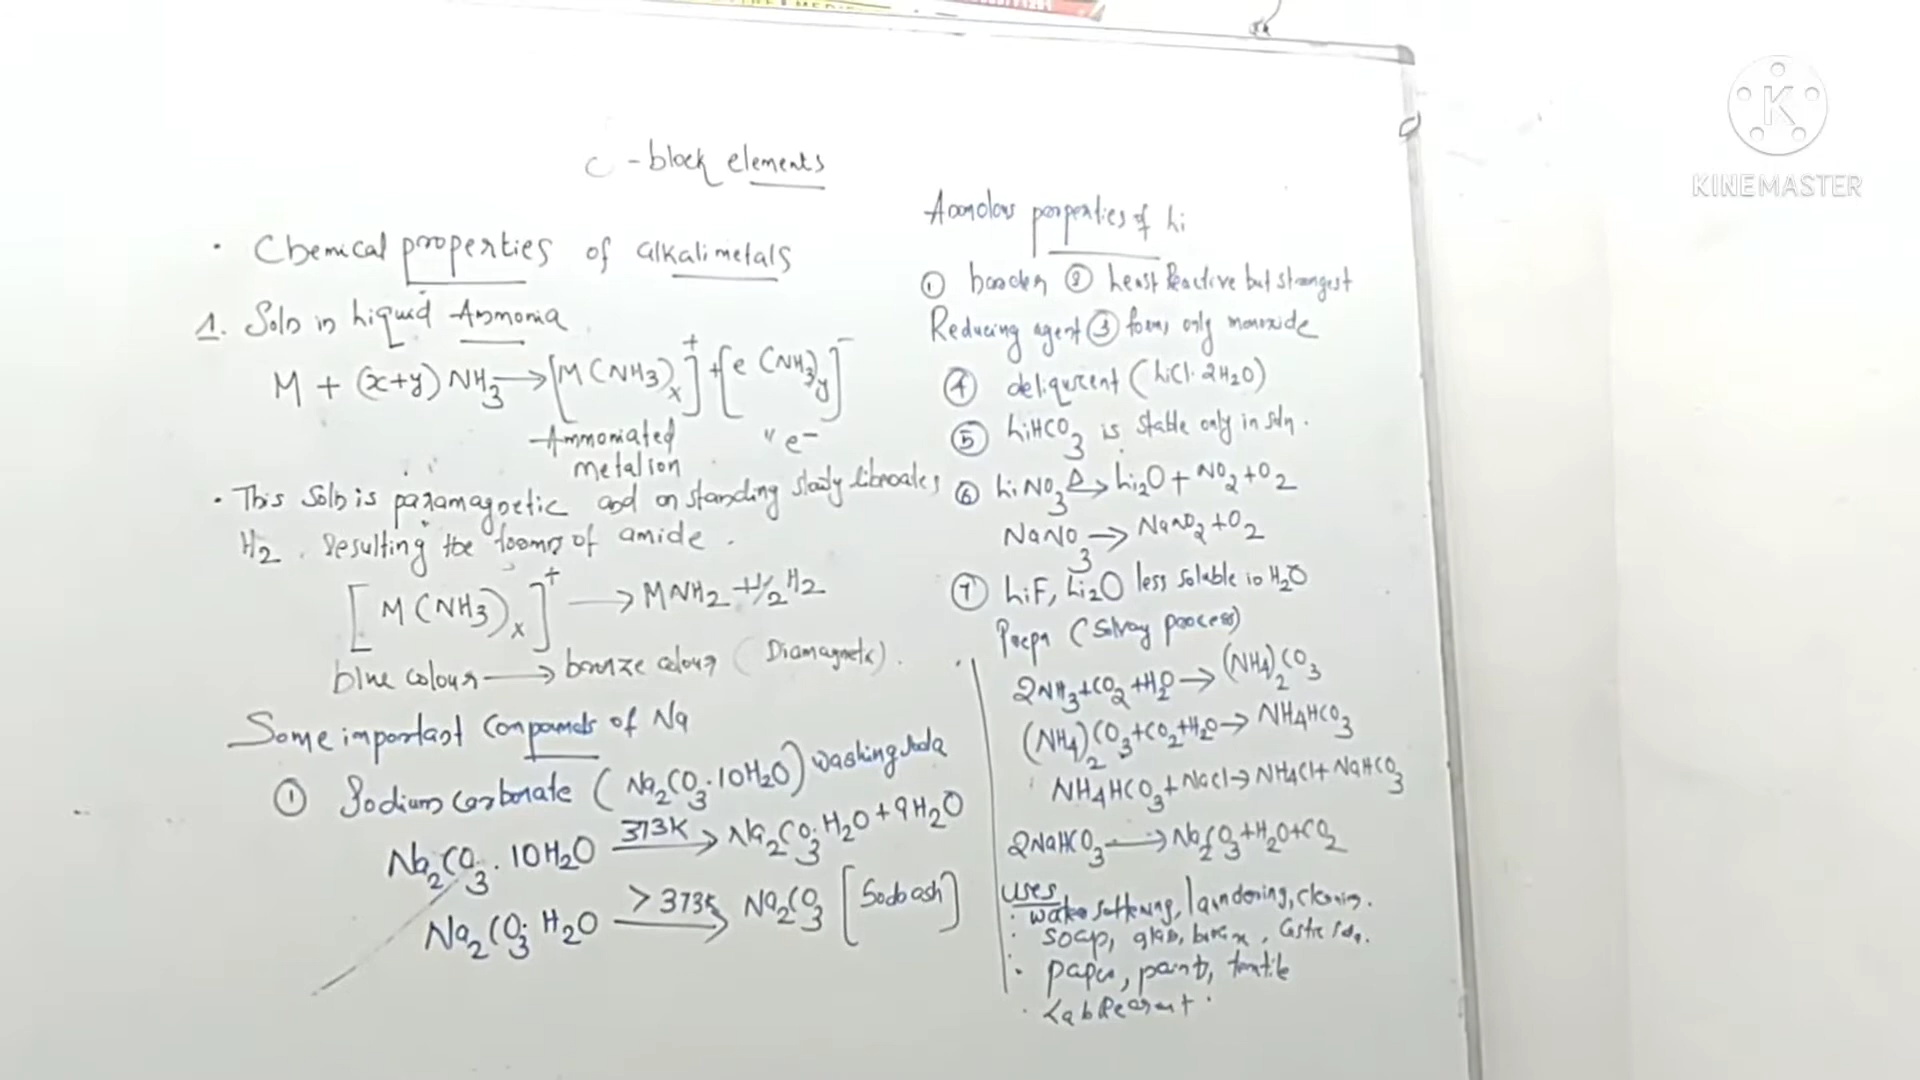 - block elements
• Chemical properties of alkalimetals
1. Soln in Liquid Ammonia
M + (x+y) NH3 → [M(NH3)x]+ + [e(NH3)y]-
Ammoniated " e-
metal ion
• This Soln is paramagnetic and on standing slowly liberates
H2. resulting the formn of amide.
[M(NH3)x]+ → MNH2 + 1/2 H2
blue colour → bronze colour (Diamagnetic).
Some important Compounds of Na
① Sodium carbonate (Na2CO3.10H2O) washing soda
Na2CO3.10H2O 373K → Na2CO3.H2O + 9H2O
Na2CO3.H2O >373K → Na2CO3 [Sodaash]
properties of Li
① harder ② Least Reactive but strongest
Reducing agent ③ forms only monoxide
④ (LiCl.2H2O)
⑤ LiHCO3 is stable only in soln.
⑥ LiNO3 Δ→ Li2O + NO2 + O2
NaNO3 → NaNO2 + O2
⑦ LiF, Li2O less soluble in H2O
Prepn (Solvay process)
2NH3 + CO2 + H2O → (NH4)2CO3
(NH4)2CO3 + CO2 + H2O → NH4HCO3
NH4HCO3 + NaCl → NH4Cl + NaHCO3
2NaHCO3 → Na2CO3 + H2O + CO2
Uses
• water softening, laundering, cleaning.
• soap, glass, borax,
• paper, paint, textile
• Lab Reagent.
KINEMASTER